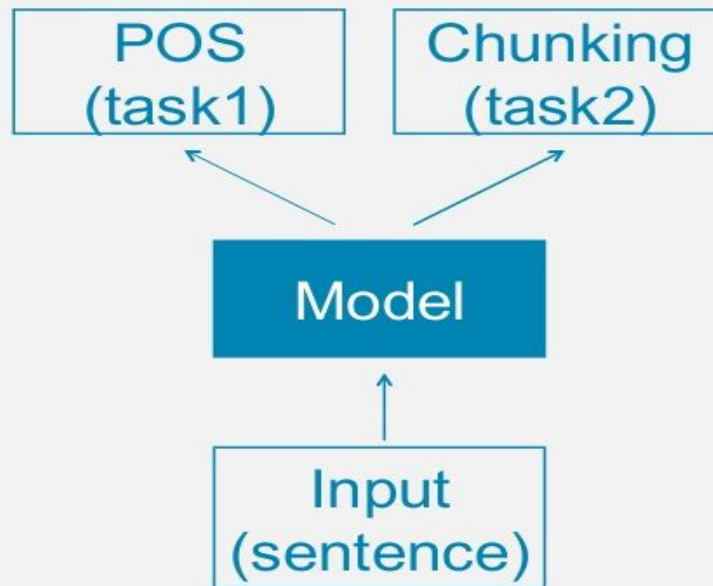 POS
(task1)
Chunking
(task2)
Model
Input
(sentence)